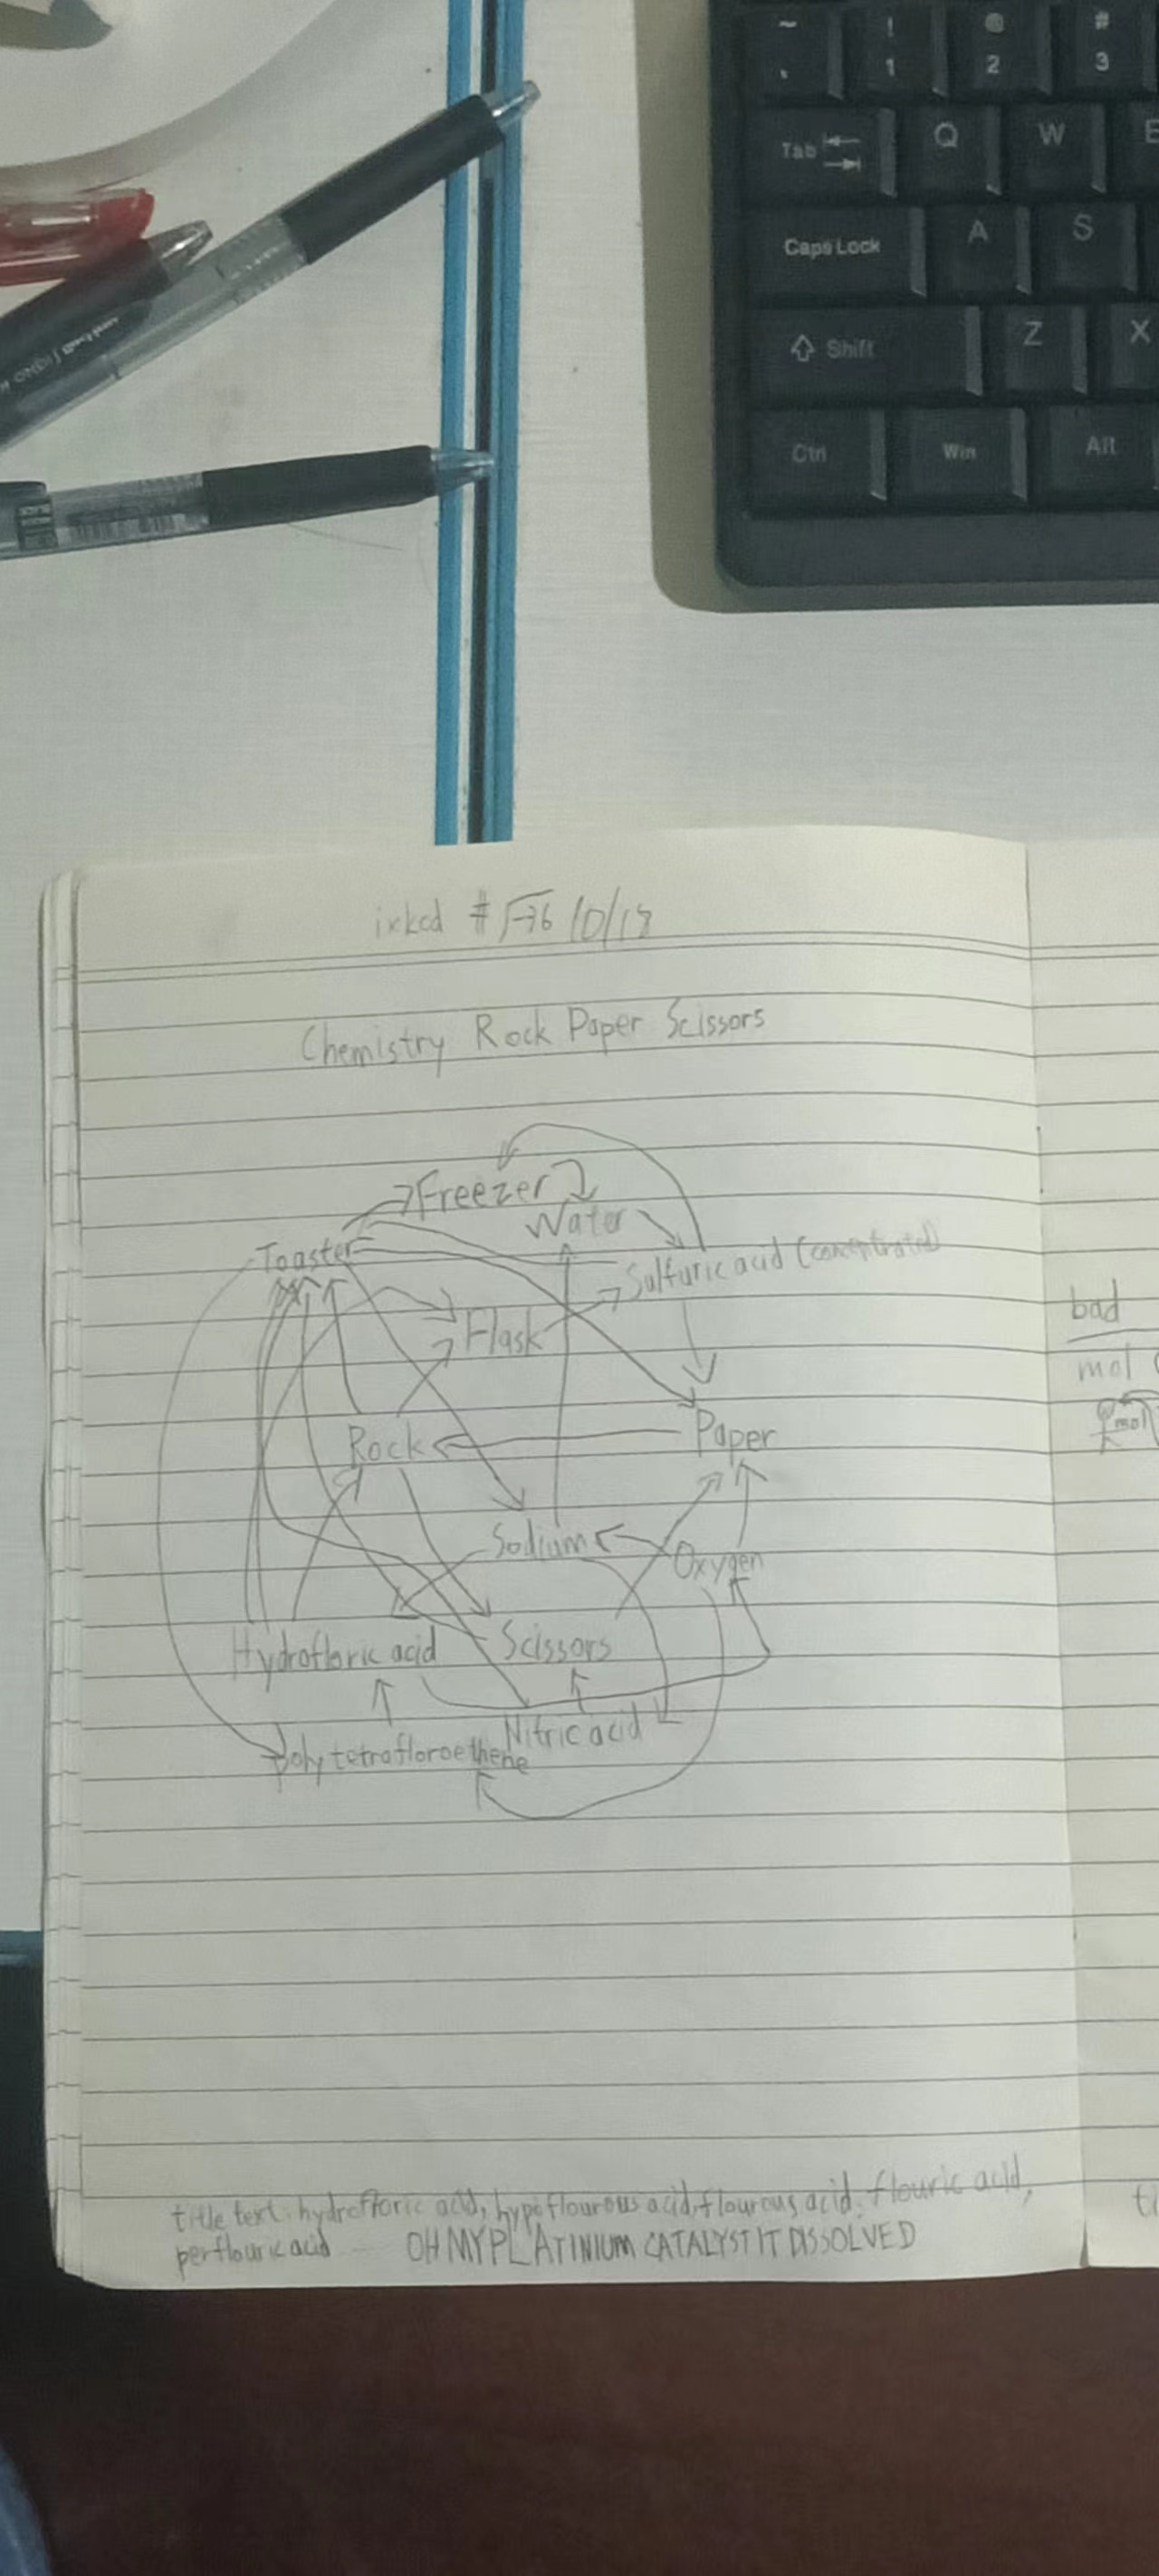 ~ ! @ #
` 1 2 3
Tab Q W E
Caps Lock A S
Shift Z X
Ctrl Win Alt
ixkcd # √-76 10/18
Chemistry Rock Paper Scissors
Freezer
Water
Toaster
Sulfuric acid (concentrated)
Flask
Rock
Paper
Sodium
Oxygen
Hydrofloric acid
Scissors
Nitric acid
polytetrafloroethene
bad
mol
mol
title text: hydrofloric acid, hypoflourous acid, flourous acid, flouric acid,
perflouric acid OH MY PLATINIUM CATALYST IT DISSOLVED